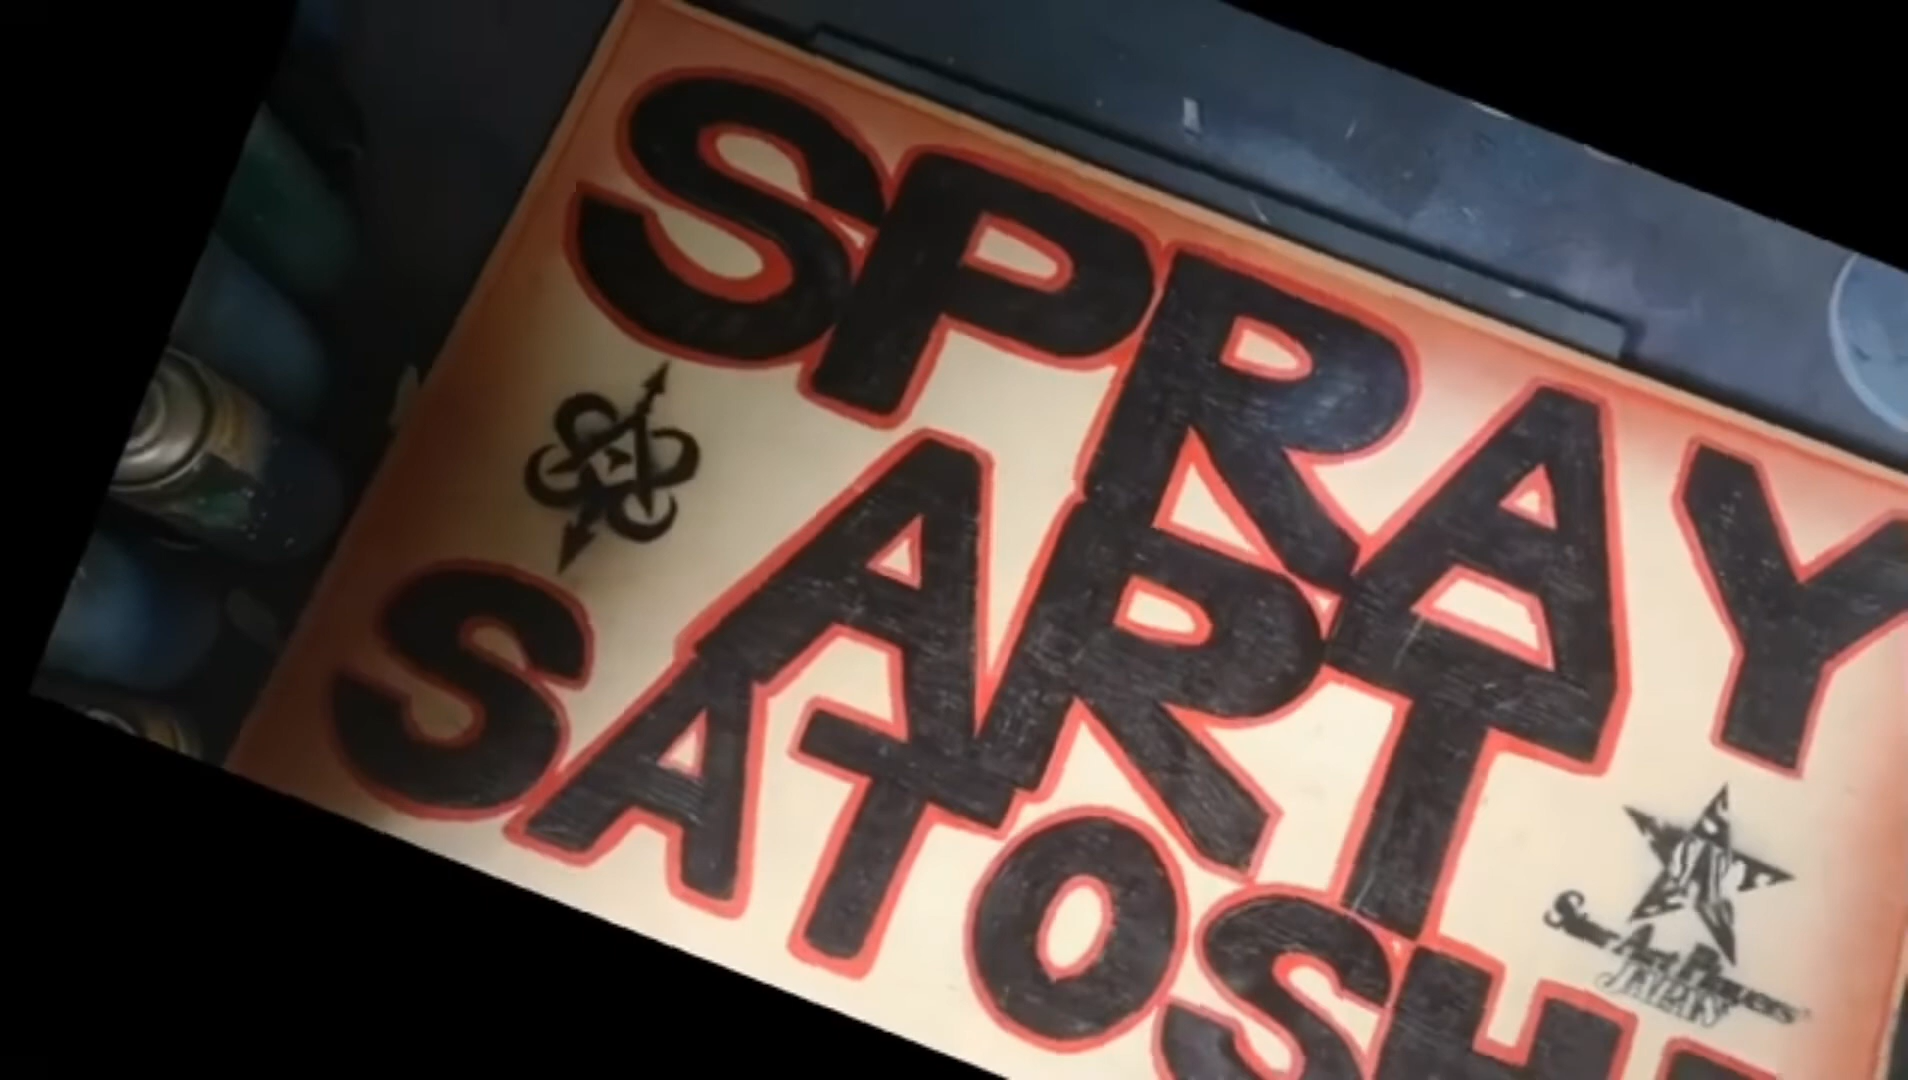 SPRAY
ART
SATOSHI
Star Art Players
JAPAN